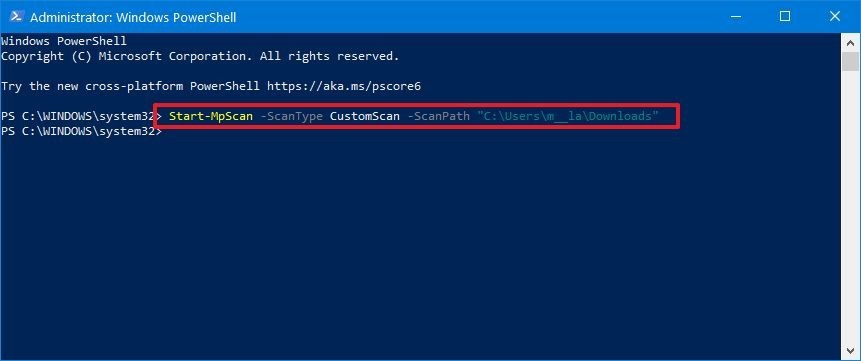 Administrator: Windows PowerShell
Windows PowerShell
Copyright (C) Microsoft Corporation. All rights reserved.
Try the new cross-platform PowerShell https://aka.ms/pscore6
PS C:\WINDOWS\system32> Start-MpScan -ScanType CustomScan -ScanPath "C:\Users\m__la\Downloads"
PS C:\WINDOWS\system32>